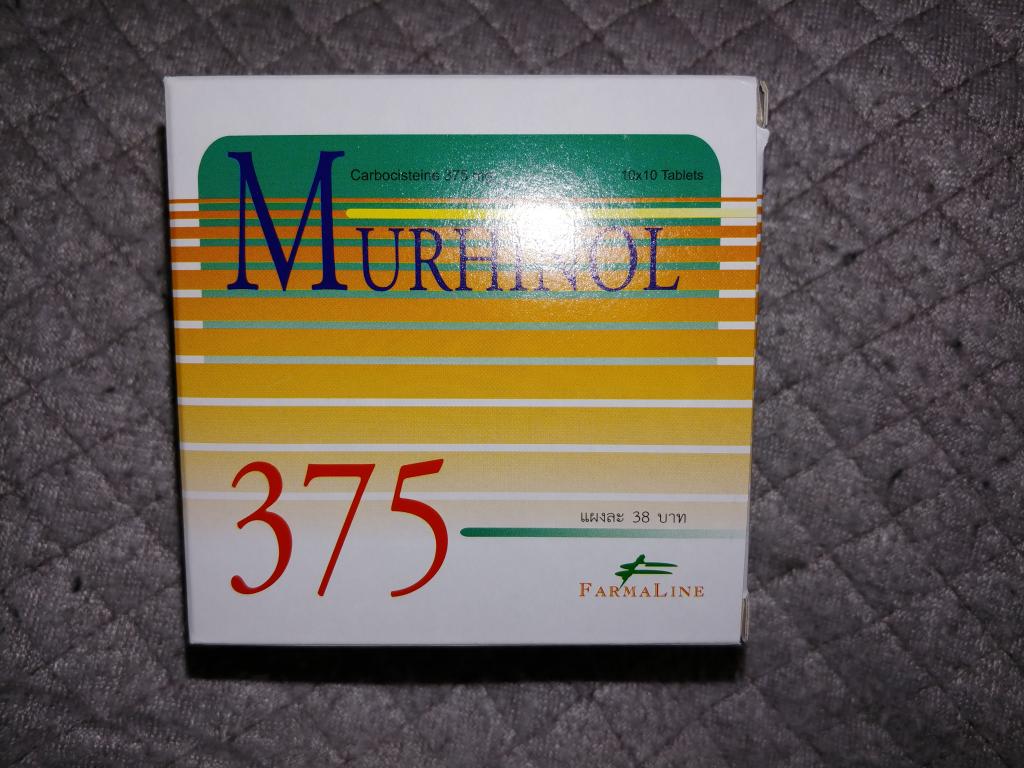 Carbocisteine 375 mg 10x10 Tablets
MURHINOL
375
แผงละ 38 บาท
FARMALINE